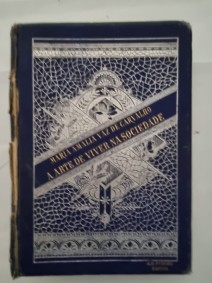 MARIA AMALIA VAZ DE CARVALHO
A ARTE DE VIVER NA SOCIEDADE